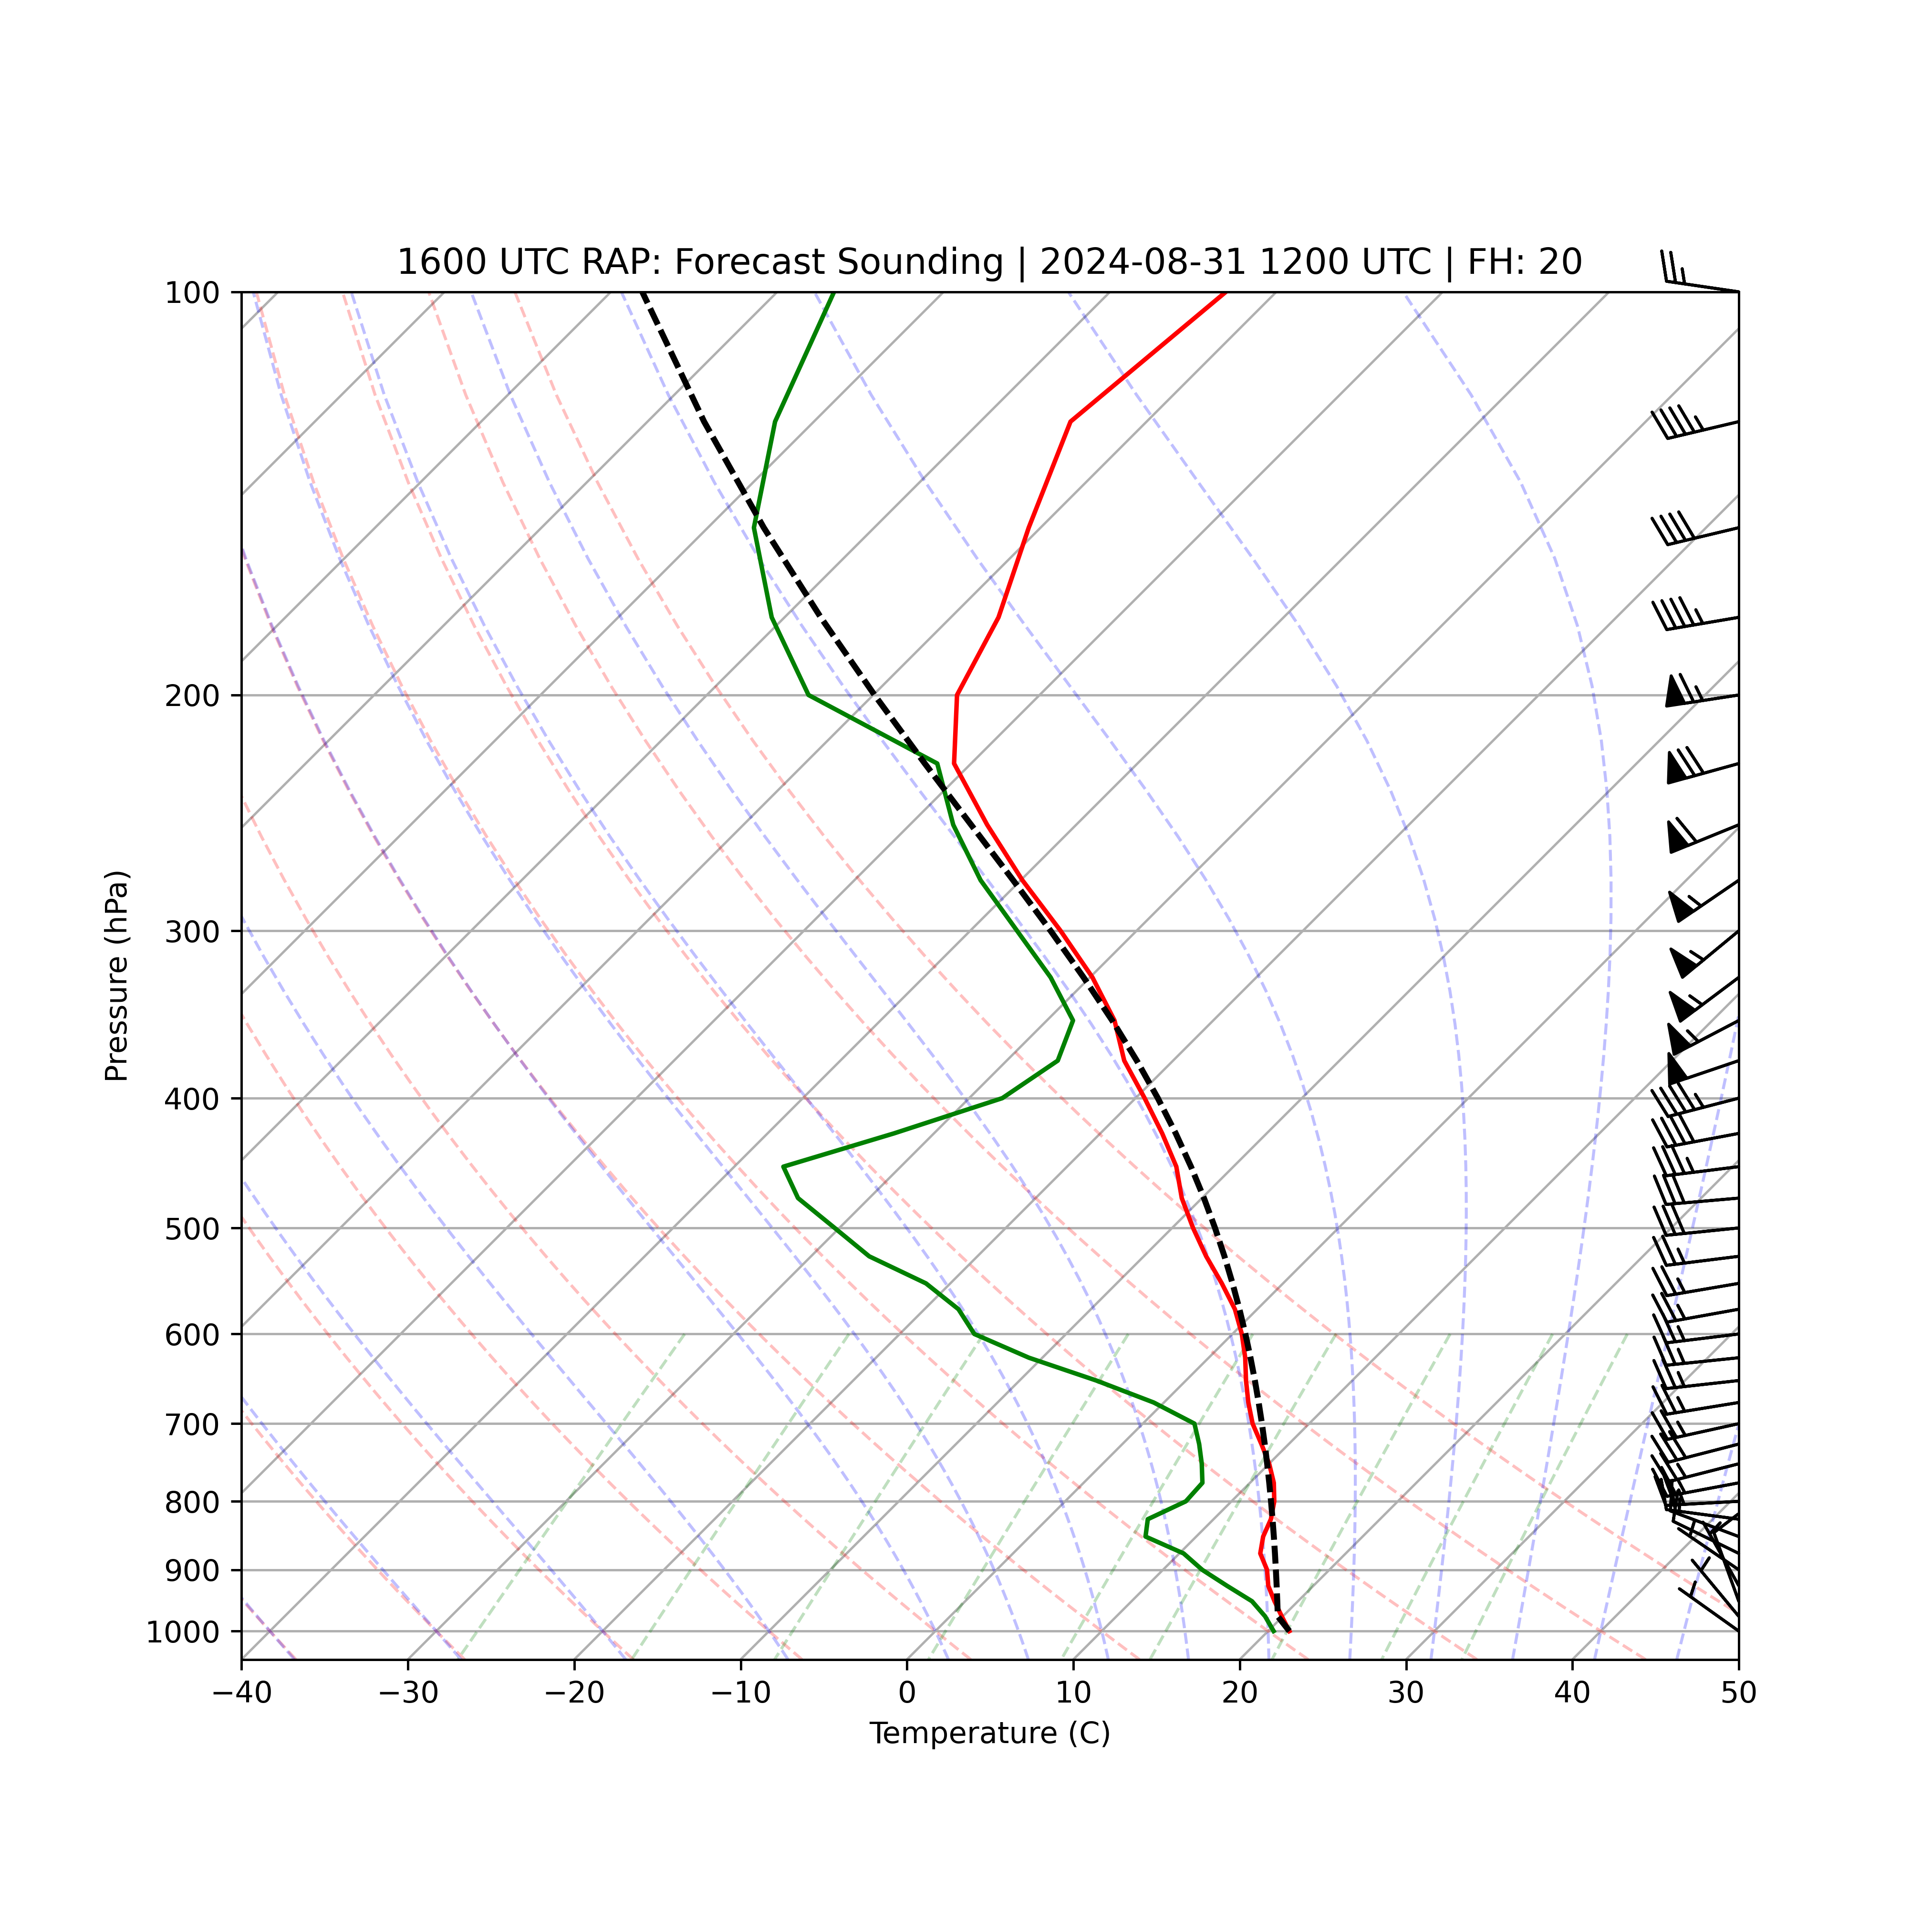 1600 UTC RAP: Forecast Sounding | 2024-08-31 1200 UTC | FH: 20
100
200
300
400
500
600
700
800
900
1000
Pressure (hPa)
−40 −30 −20 −10 0 10 20 30 40 50
Temperature (C)